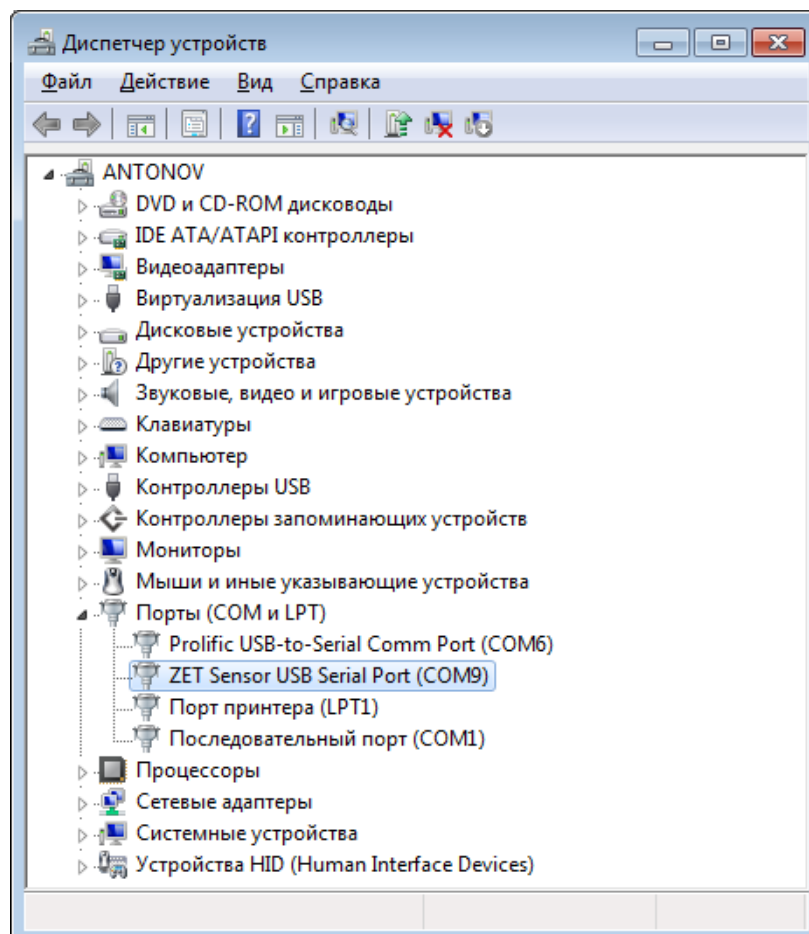 Диспетчер устройств
Файл Действие Вид Справка
ANTONOV
DVD и CD-ROM дисководы
IDE ATA/ATAPI контроллеры
Видеоадаптеры
Виртуализация USB
Дисковые устройства
Другие устройства
Звуковые, видео и игровые устройства
Клавиатуры
Компьютер
Контроллеры USB
Контроллеры запоминающих устройств
Мониторы
Мыши и иные указывающие устройства
Порты (COM и LPT)
Prolific USB-to-Serial Comm Port (COM6)
ZET Sensor USB Serial Port (COM9)
Порт принтера (LPT1)
Последовательный порт (COM1)
Процессоры
Сетевые адаптеры
Системные устройства
Устройства HID (Human Interface Devices)